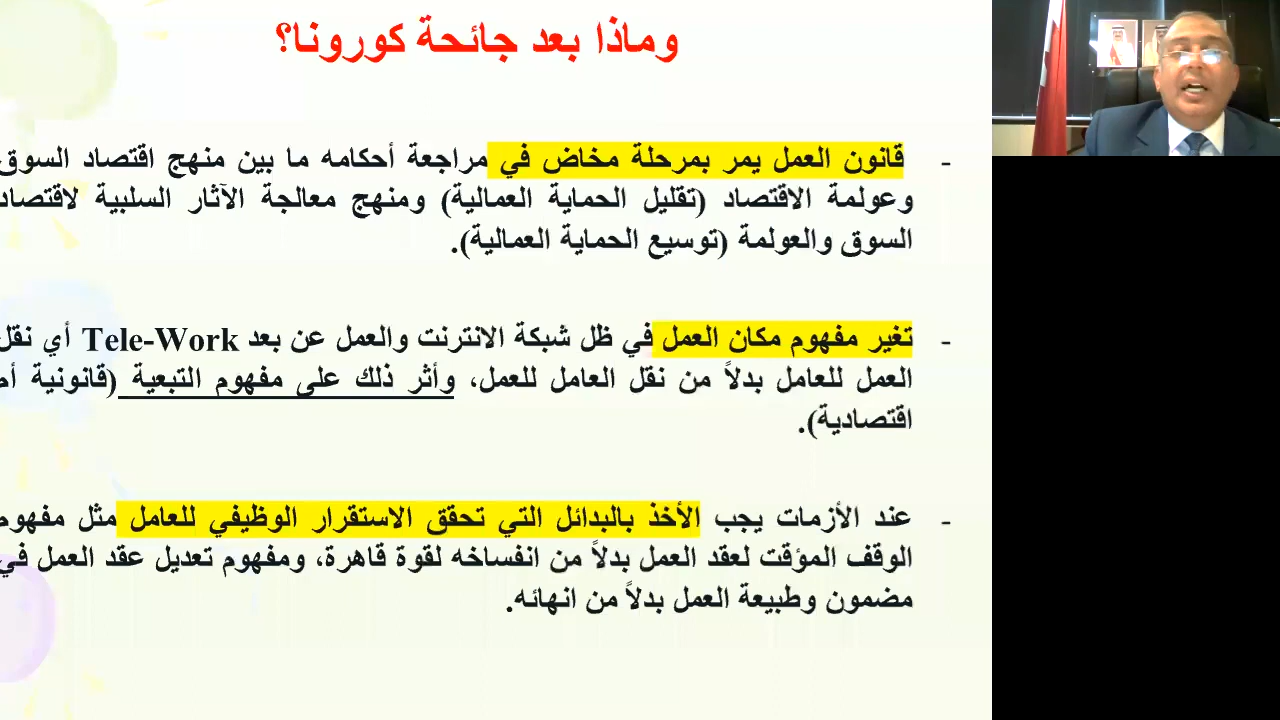 وماذا بعد جائحة كورونا؟
- قانون العمل يمر بمرحلة مخاض في مراجعة أحكامه ما بين منهج اقتصاد السوق
وعولمة الاقتصاد (تقليل الحماية العمالية) ومنهج معالجة الآثار السلبية لاقتصاد
السوق والعولمة (توسيع الحماية العمالية).
- تغير مفهوم مكان العمل في ظل شبكة الانترنت والعمل عن بعد Tele-Work أي نقل
العمل للعامل بدلاً من نقل العامل للعمل، وأثر ذلك على مفهوم التبعية (قانونية أم
اقتصادية).
- عند الأزمات يجب الأخذ بالبدائل التي تحقق الاستقرار الوظيفي للعامل مثل مفهوم
الوقف المؤقت لعقد العمل بدلاً من انفساخه لقوة قاهرة، ومفهوم تعديل عقد العمل في
مضمون وطبيعة العمل بدلاً من انهائه.